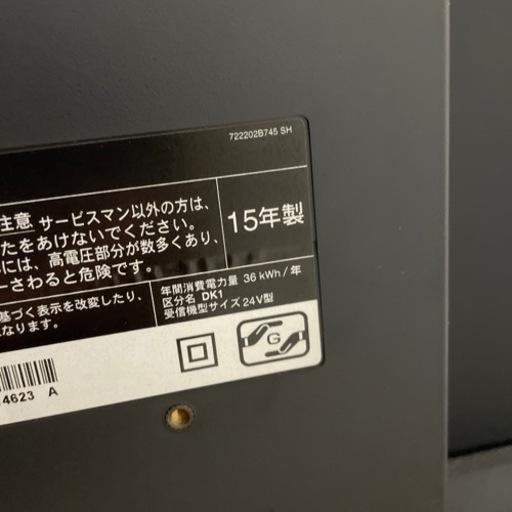 722202B745 SH
注意 サービスマン以外の方は、
たをあけないでください。
には、高電圧部分が数多くあり、
さわると危険です。
15年製
基づく表示を改変したり、
なります。
年間消費電力量 36 kWh / 年
区分名 DK1
受信機型サイズ 24V型
G
4623 A